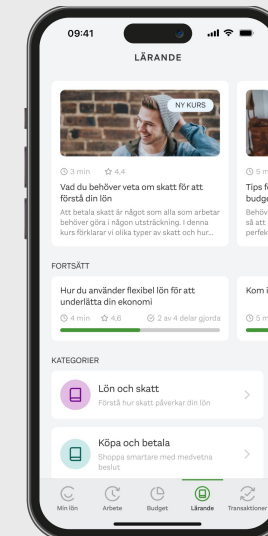 09:41
LÄRANDE
NY KURS
3 min 4,4
Vad du behöver veta om skatt för att
förstå din lön
Att betala skatt är något som alla som arbetar
behöver göra i någon utsträckning. I denna
kurs förklarar vi olika typer av skatt och hur...
5 m
Tips f
budge
Behöv
så att
perfek
FORTSÄTT
Hur du använder flexibel lön för att
underlätta din ekonomi
4 min 4,6 2 av 4 delar gjorda
Kom i
5 m
KATEGORIER
Lön och skatt
Förstå hur skatt påverkar din lön
Köpa och betala
Shoppa smartare med medvetna
beslut
Min lön Arbete Budget Lärande Transaktioner